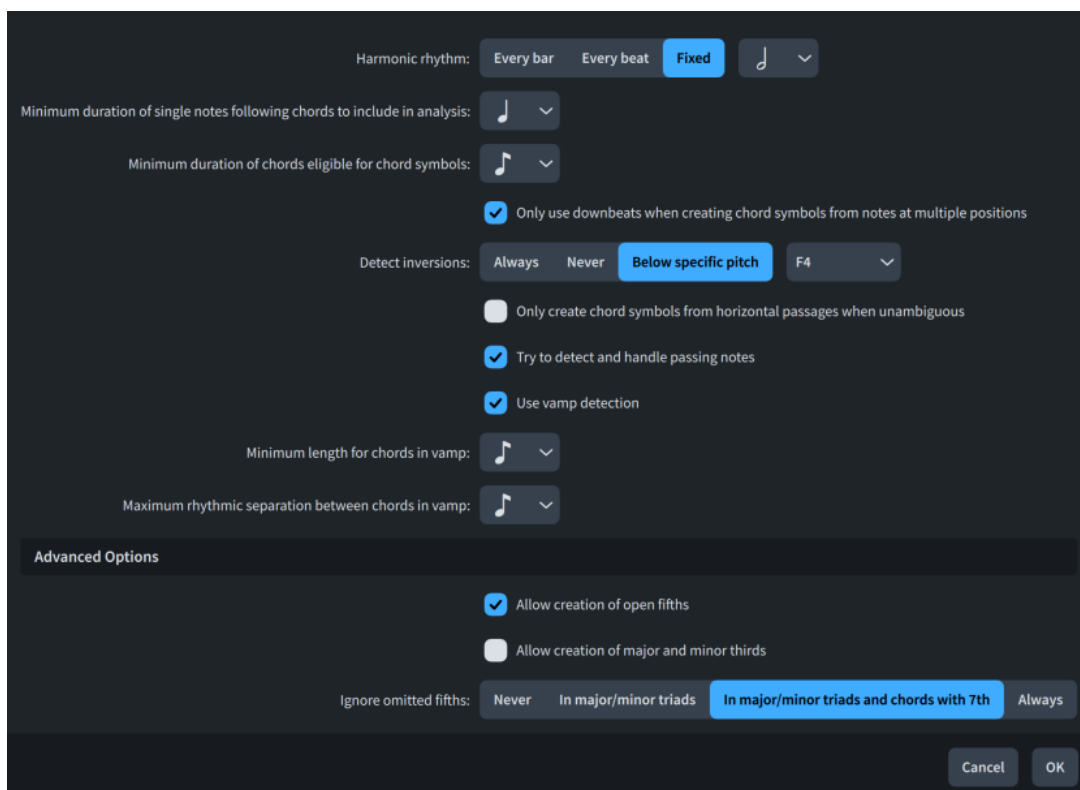 Harmonic rhythm: Every bar Every beat Fixed
Minimum duration of single notes following chords to include in analysis:
Minimum duration of chords eligible for chord symbols:
Only use downbeats when creating chord symbols from notes at multiple positions
Detect inversions: Always Never Below specific pitch F4
Only create chord symbols from horizontal passages when unambiguous
Try to detect and handle passing notes
Use vamp detection
Minimum length for chords in vamp:
Maximum rhythmic separation between chords in vamp:
Advanced Options
Allow creation of open fifths
Allow creation of major and minor thirds
Ignore omitted fifths: Never In major/minor triads In major/minor triads and chords with 7th Always
Cancel OK